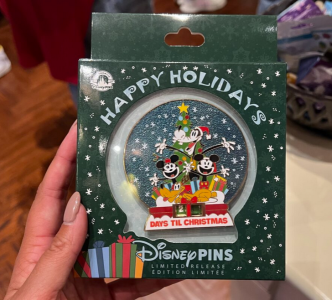 HAPPY HOLIDAYS
DAYS 'TIL CHRISTMAS
Disney PINS
LIMITED RELEASE
EDITION LIMITÉE